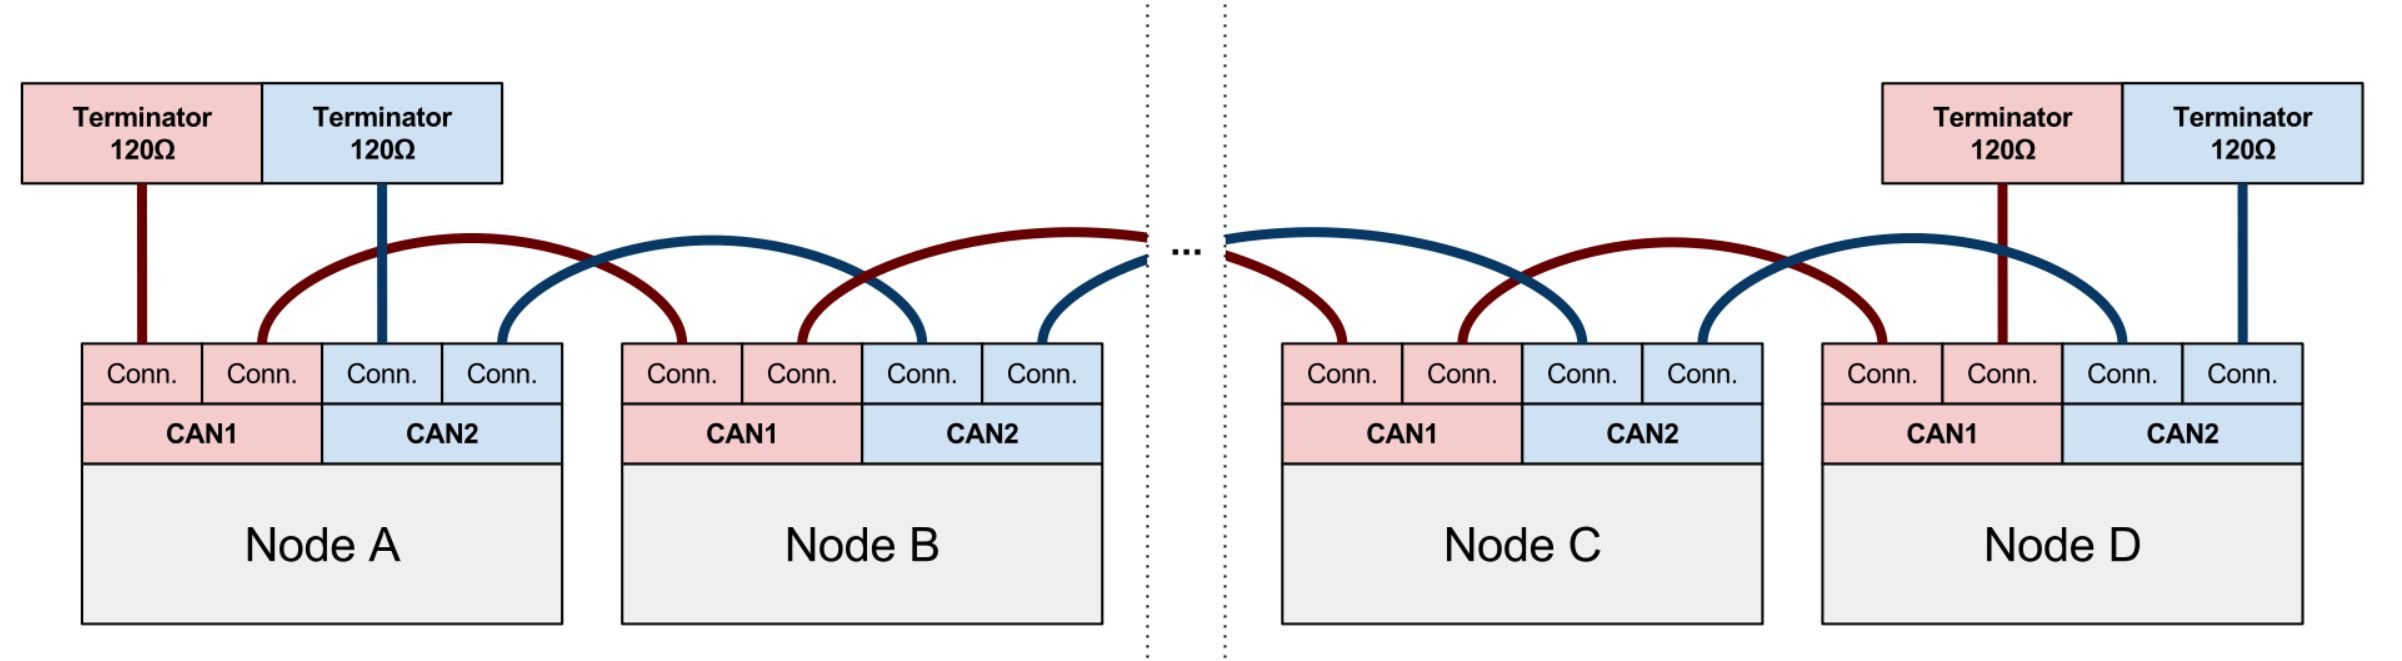 Terminator
120Ω
Terminator
120Ω
Terminator
120Ω
Terminator
120Ω
...
Conn. Conn. Conn. Conn.
CAN1 CAN2
Node A
Conn. Conn. Conn. Conn.
CAN1 CAN2
Node B
Conn. Conn. Conn. Conn.
CAN1 CAN2
Node C
Conn. Conn. Conn. Conn.
CAN1 CAN2
Node D